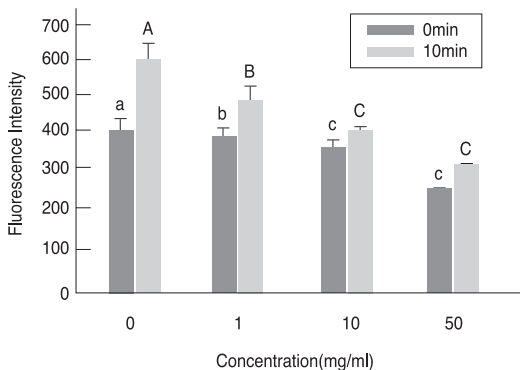 Fluorescence Intensity
700
600
500
400
300
200
100
0
a
A
b
B
c
C
c
C
0min
10min
0
1
10
50
Concentration(mg/ml)